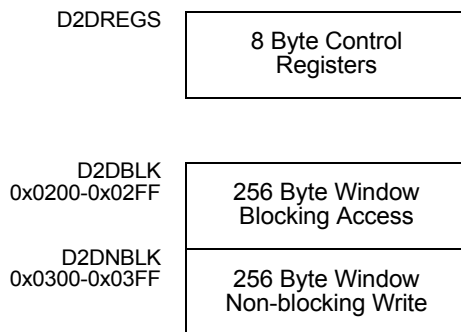 D2DREGS
8 Byte Control
Registers
D2DBLK
0x0200-0x02FF
256 Byte Window
Blocking Access
D2DNBLK
0x0300-0x03FF
256 Byte Window
Non-blocking Write